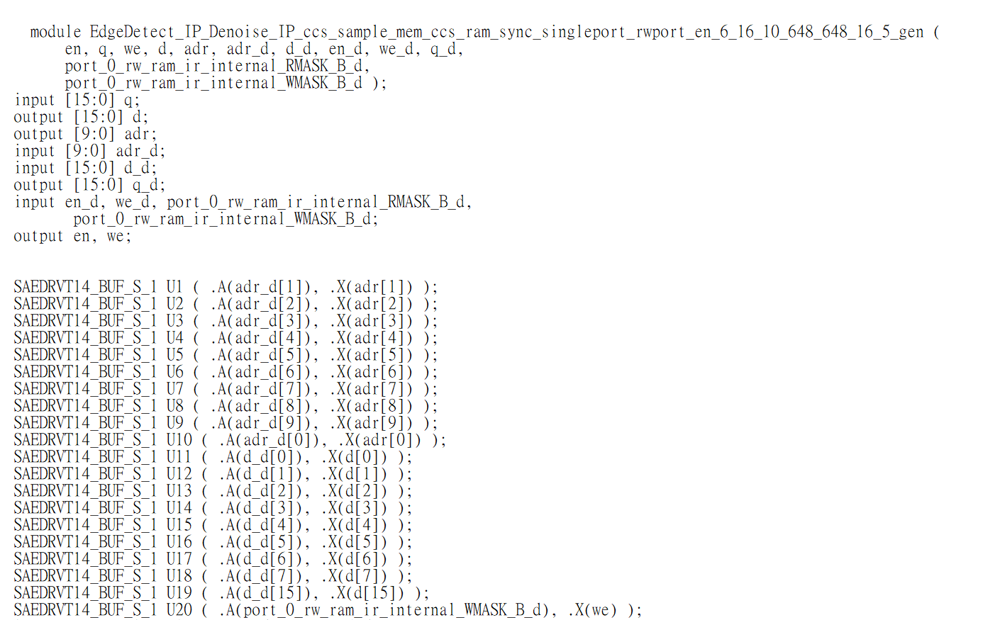 module EdgeDetect_IP_Denoise_IP_ccs_sample_mem_ccs_ram_sync_singleport_rwport_en_6_16_10_648_648_16_5_gen (
en, q, we, d, adr, adr_d, d_d, en_d, we_d, q_d,
port_0_rw_ram_ir_internal_RMASK_B_d,
port_0_rw_ram_ir_internal_WMASK_B_d );
input [15:0] q;
output [15:0] d;
output [9:0] adr;
input [9:0] adr_d;
input [15:0] d_d;
output [15:0] q_d;
input en_d, we_d, port_0_rw_ram_ir_internal_RMASK_B_d,
port_0_rw_ram_ir_internal_WMASK_B_d;
output en, we;
SAEDRVT14_BUF_S_1 U1 ( .A(adr_d[1]), .X(adr[1]) );
SAEDRVT14_BUF_S_1 U2 ( .A(adr_d[2]), .X(adr[2]) );
SAEDRVT14_BUF_S_1 U3 ( .A(adr_d[3]), .X(adr[3]) );
SAEDRVT14_BUF_S_1 U4 ( .A(adr_d[4]), .X(adr[4]) );
SAEDRVT14_BUF_S_1 U5 ( .A(adr_d[5]), .X(adr[5]) );
SAEDRVT14_BUF_S_1 U6 ( .A(adr_d[6]), .X(adr[6]) );
SAEDRVT14_BUF_S_1 U7 ( .A(adr_d[7]), .X(adr[7]) );
SAEDRVT14_BUF_S_1 U8 ( .A(adr_d[8]), .X(adr[8]) );
SAEDRVT14_BUF_S_1 U9 ( .A(adr_d[9]), .X(adr[9]) );
SAEDRVT14_BUF_S_1 U10 ( .A(adr_d[0]), .X(adr[0]) );
SAEDRVT14_BUF_S_1 U11 ( .A(d_d[0]), .X(d[0]) );
SAEDRVT14_BUF_S_1 U12 ( .A(d_d[1]), .X(d[1]) );
SAEDRVT14_BUF_S_1 U13 ( .A(d_d[2]), .X(d[2]) );
SAEDRVT14_BUF_S_1 U14 ( .A(d_d[3]), .X(d[3]) );
SAEDRVT14_BUF_S_1 U15 ( .A(d_d[4]), .X(d[4]) );
SAEDRVT14_BUF_S_1 U16 ( .A(d_d[5]), .X(d[5]) );
SAEDRVT14_BUF_S_1 U17 ( .A(d_d[6]), .X(d[6]) );
SAEDRVT14_BUF_S_1 U18 ( .A(d_d[7]), .X(d[7]) );
SAEDRVT14_BUF_S_1 U19 ( .A(d_d[15]), .X(d[15]) );
SAEDRVT14_BUF_S_1 U20 ( .A(port_0_rw_ram_ir_internal_WMASK_B_d), .X(we) );